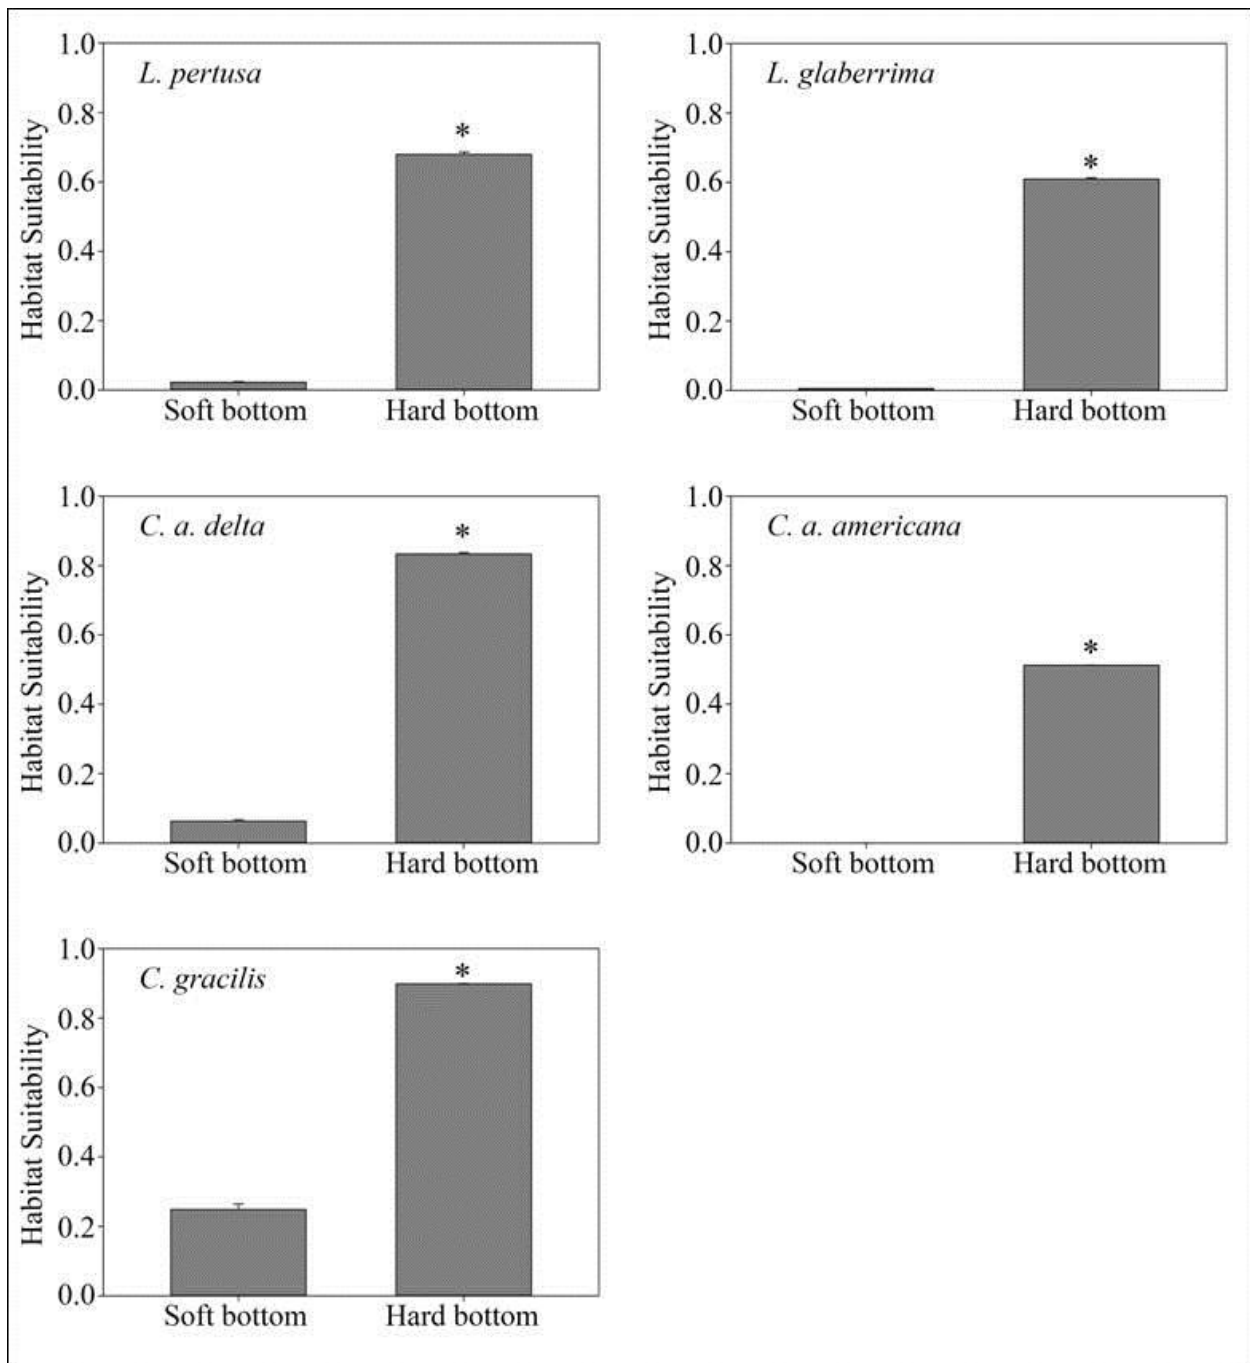 L. pertusa
*
Habitat Suitability
1.0
0.8
0.6
0.4
0.2
0.0
Soft bottom Hard bottom
L. glaberrima
*
Habitat Suitability
1.0
0.8
0.6
0.4
0.2
0.0
Soft bottom Hard bottom
C. a. delta
*
Habitat Suitability
1.0
0.8
0.6
0.4
0.2
0.0
Soft bottom Hard bottom
C. a. americana
*
Habitat Suitability
1.0
0.8
0.6
0.4
0.2
0.0
Soft bottom Hard bottom
C. gracilis
*
Habitat Suitability
1.0
0.8
0.6
0.4
0.2
0.0
Soft bottom Hard bottom